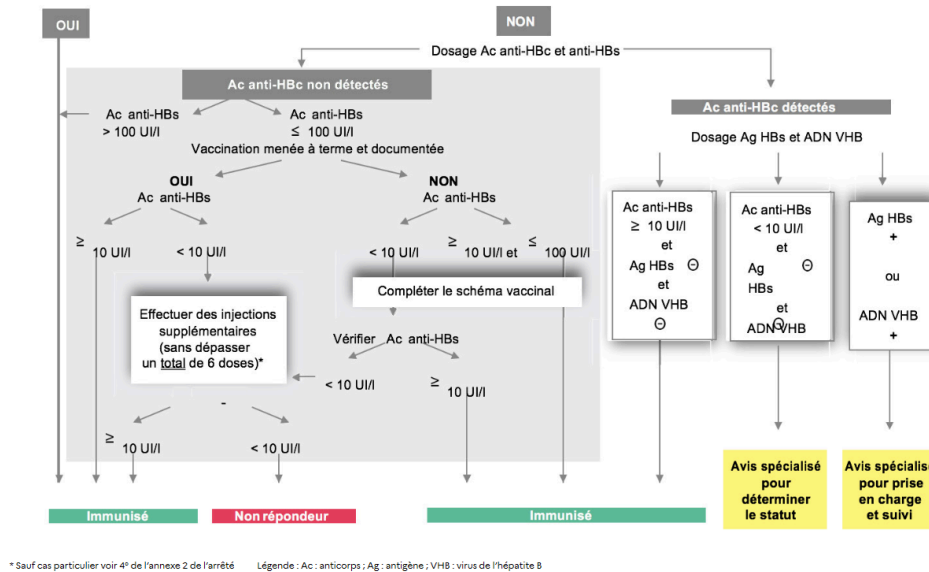 OUI
NON
Dosage Ac anti-HBc et anti-HBs
Ac anti-HBc non détectés
Ac anti-HBc détectés
Ac anti-HBs
> 100 UI/l
Ac anti-HBs
≤ 100 UI/l
Dosage Ag HBs et ADN VHB
Vaccination menée à terme et documentée
OUI
Ac anti-HBs
NON
Ac anti-HBs
≥ 10 UI/l
< 10 UI/l
< 10 UI/l
≥ 10 UI/l et
≤ 100 UI/l
Effectuer des injections
supplémentaires
(sans dépasser
un total de 6 doses)*
Compléter le schéma vaccinal
Vérifier Ac anti-HBs
< 10 UI/l
≥ 10 UI/l
-
≥ 10 UI/l
< 10 UI/l
Ac anti-HBs
≥ 10 UI/l
et
Ag HBs ⊖
et
ADN VHB
⊖
Ac anti-HBs
< 10 UI/l
et
Ag ⊖
HBs
et
ADN VHB
⊖
Ag HBs
+
ou
ADN VHB
+
Immunisé
Non répondeur
Immunisé
Avis spécialisé
pour
déterminer
le statut
Avis spécialisé
pour prise
en charge
et suivi
* Sauf cas particulier voir 4° de l'annexe 2 de l'arrêté
Légende : Ac : anticorps ; Ag : antigène ; VHB : virus de l'hépatite B